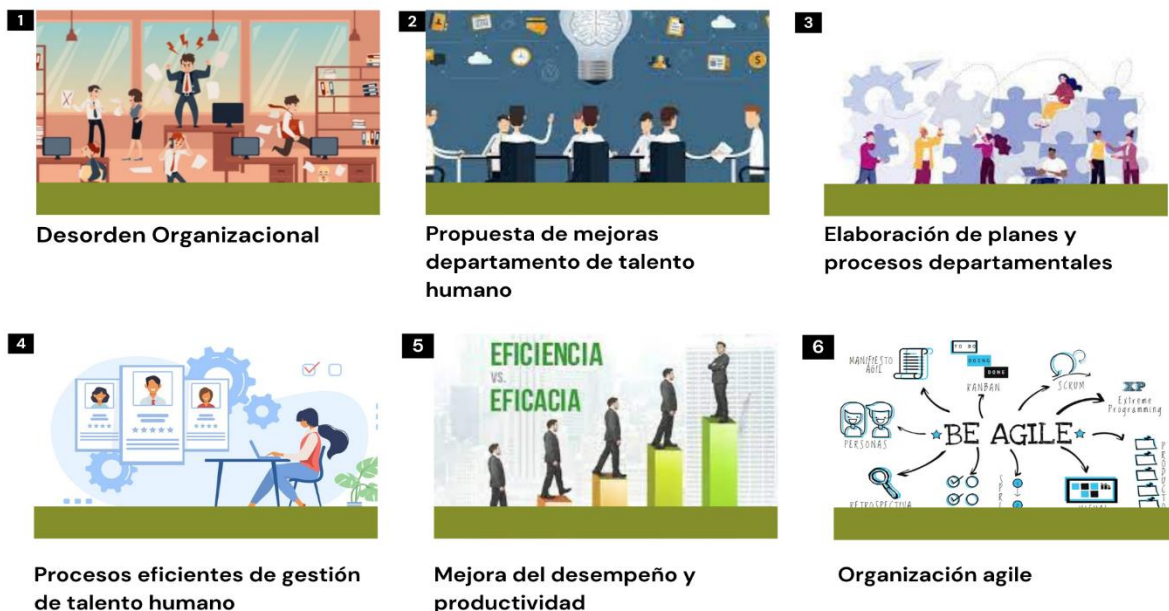 1
2
3
Desorden Organizacional
Propuesta de mejoras
departamento de talento
humano
Elaboración de planes y
procesos departamentales
4
5
EFICIENCIA
VS.
EFICACIA
6
MANIFIESTO
AGIL
TO DO
DOING
DONE
KANBAN
SCRUM
XP
Extreme
Programming
PERSONAS
BE AGILE
RETROSPECTIVA
Procesos eficientes de gestión
de talento humano
Mejora del desempeño y
productividad
Organización agile